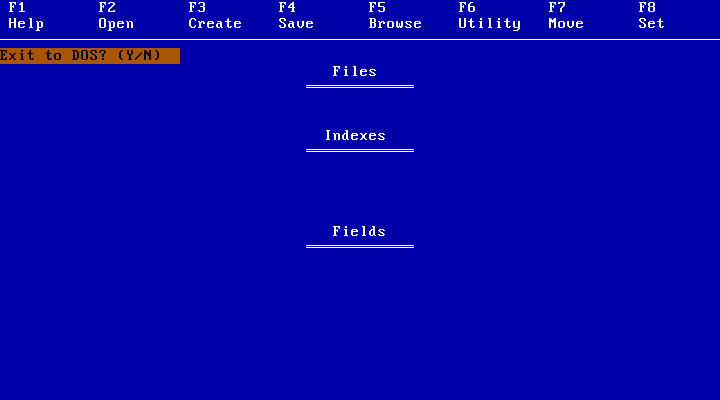 F1 F2 F3 F4 F5 F6 F7 F8
Help Open Create Save Browse Utility Move Set
Exit to DOS? (Y/N)
Files
Indexes
Fields